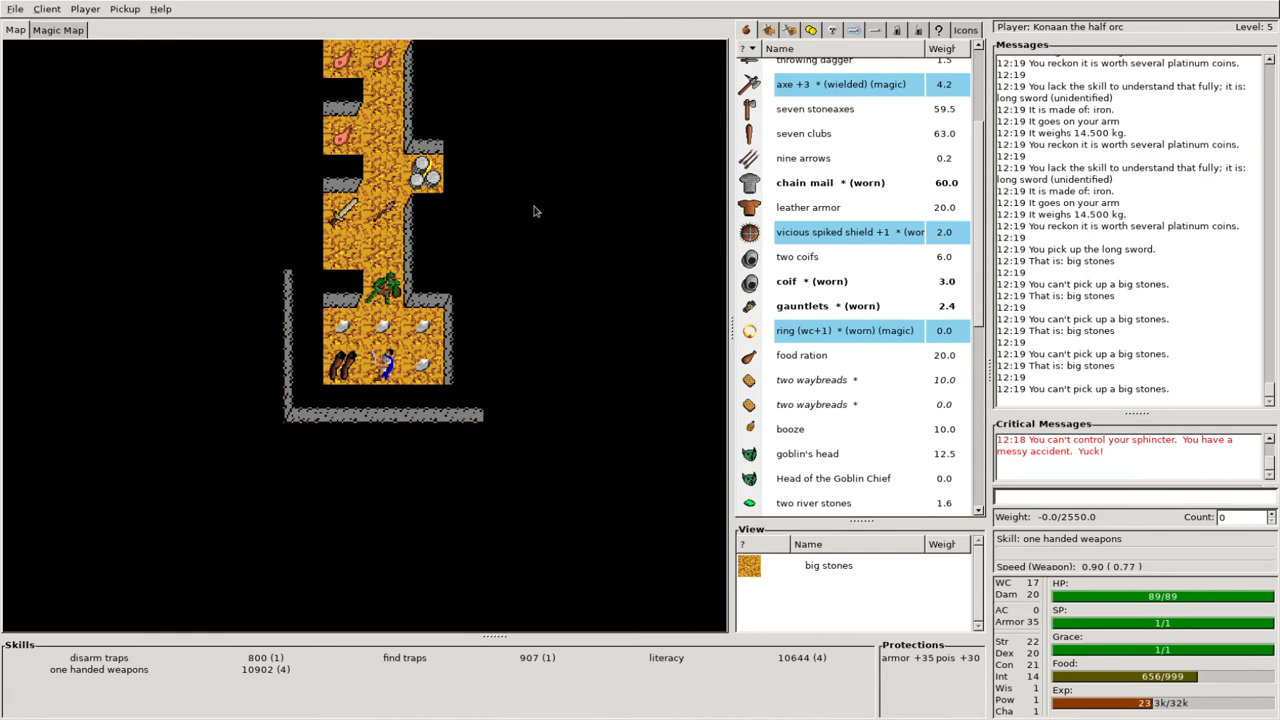 File Client Player Pickup Help
Map Magic Map
Icons
? Name Weigh
throwing dagger 1.5
axe +3 * (wielded) (magic) 4.2
seven stoneaxes 59.5
seven clubs 63.0
nine arrows 0.2
chain mail * (worn) 60.0
leather armor 20.0
vicious spiked shield +1 * (wor 2.0
two coifs 6.0
coif * (worn) 3.0
gauntlets * (worn) 2.4
ring (wc+1) * (worn) (magic) 0.0
food ration 20.0
two waybreads * 10.0
two waybreads * 0.0
booze 10.0
goblin's head 12.5
Head of the Goblin Chief 0.0
two river stones 1.6
View
? Name Weigh
big stones
Player: Konaan the half orc Level: 5
Messages
12:19 You reckon it is worth several platinum coins.
12:19
12:19 You lack the skill to understand that fully; it is:
long sword (unidentified)
12:19 It is made of: iron.
12:19 It goes on your arm
12:19 It weighs 14.500 kg.
12:19 You reckon it is worth several platinum coins.
12:19
12:19 You lack the skill to understand that fully; it is:
long sword (unidentified)
12:19 It is made of: iron.
12:19 It goes on your arm
12:19 It weighs 14.500 kg.
12:19 You reckon it is worth several platinum coins.
12:19
12:19 You pick up the long sword.
12:19 That is: big stones
12:19
12:19 You can't pick up a big stones.
12:19 That is: big stones
12:19
12:19 You can't pick up a big stones.
12:19 That is: big stones
12:19
12:19 You can't pick up a big stones.
12:19 That is: big stones
12:19
12:19 You can't pick up a big stones.
Critical Messages
12:18 You can't control your sphincter. You have a
messy accident. Yuck!
Weight: -0.0/2550.0 Count: 0
Skill: one handed weapons
Speed (Weapon): 0.90 ( 0.77 )
WC 17
Dam 20
AC 0
Armor 35
Str 22
Dex 20
Con 21
Int 14
Wis 1
Pow 1
Cha 1
HP:
89/89
SP:
1/1
Grace:
1/1
Food:
656/999
Exp:
23.3k/32k
Skills
disarm traps 800 (1) find traps 907 (1) literacy 10644 (4)
one handed weapons 10902 (4)
Protections
armor +35 pois +30